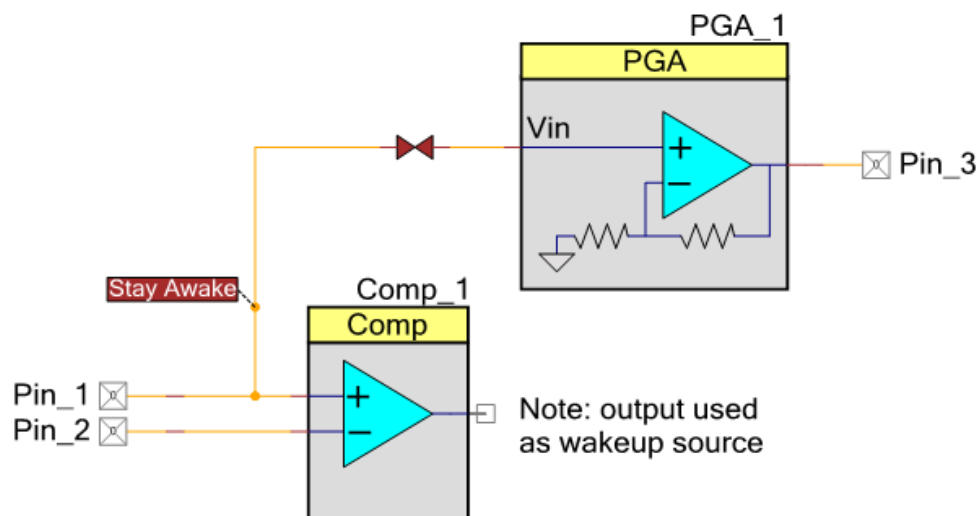 PGA_1
PGA
Vin
Pin_3
Stay Awake
Comp_1
Comp
Pin_1
Pin_2
Note: output used
as wakeup source